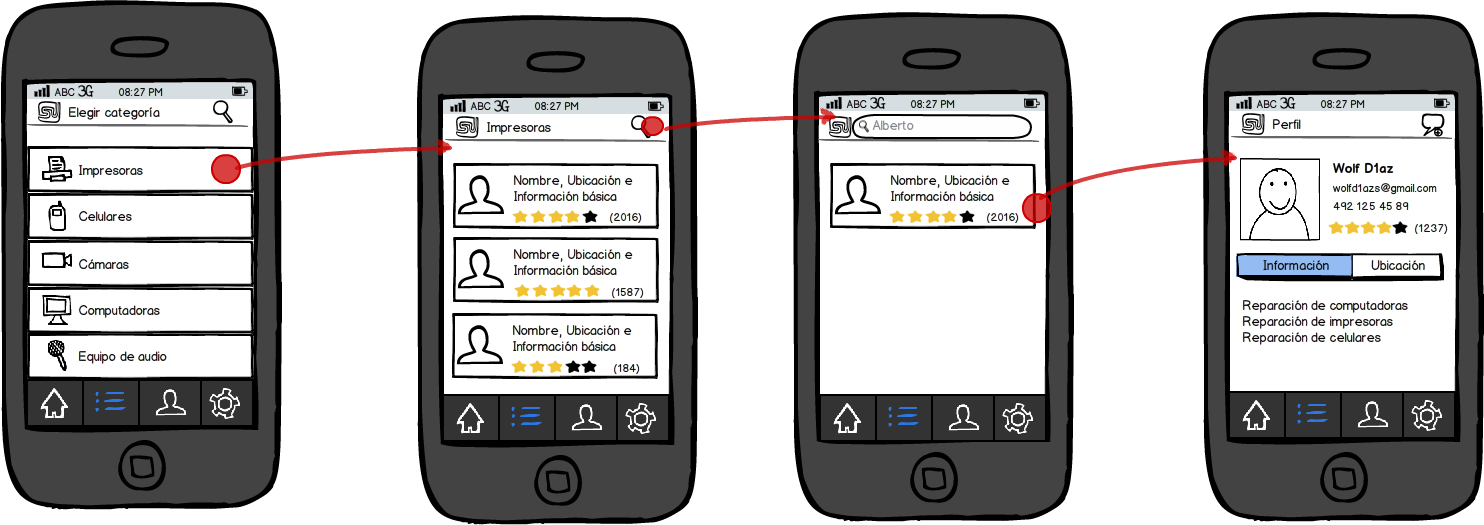 ABC 3G 08:27 PM
Elegir categoría
Impresoras
Celulares
Cámaras
Computadoras
Equipo de audio
ABC 3G 08:27 PM
Impresoras
Nombre, Ubicación e
Información básica
(2016)
Nombre, Ubicación e
Información básica
(1587)
Nombre, Ubicación e
Información básica
(184)
ABC 3G 08:27 PM
Alberto
Nombre, Ubicación e
Información básica
(2016)
ABC 3G 08:27 PM
Perfil
Wolf D1az
wolfd1azs@gmail.com
492 125 45 89
(1237)
Información Ubicación
Reparación de computadoras
Reparación de impresoras
Reparación de celulares